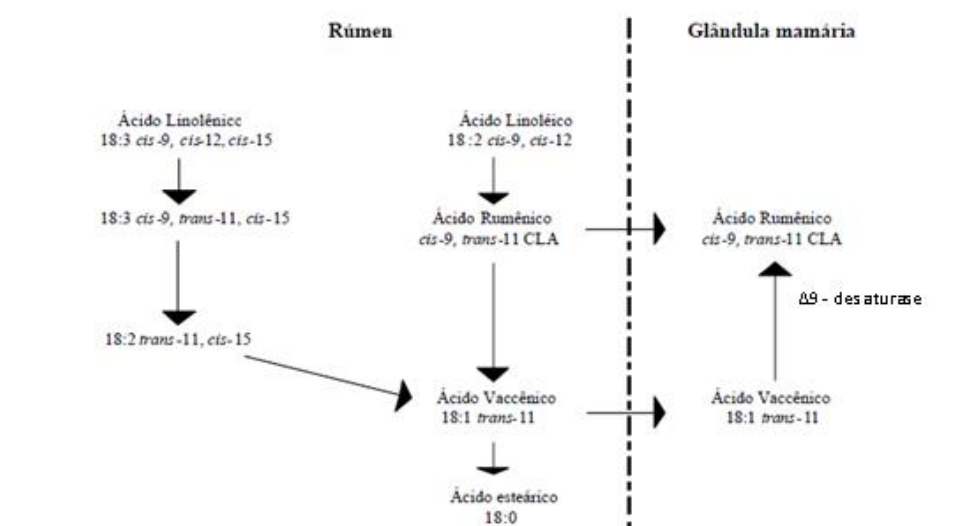 Rúmen
Glândula mamária
Ácido Linolênicc
18:3 cis-9, cis-12, cis-15
Ácido Linoléico
18:2 cis-9, cis-12
18:3 cis-9, trans-11, cis-15
Ácido Rumênico
cis-9, trans-11 CLA
Ácido Rumênico
cis-9, trans-11 CLA
Δ9 - desaturase
18:2 trans-11, cis-15
Ácido Vaccênico
18:1 trans-11
Ácido Vaccênico
18:1 trans-11
Ácido esteárico
18:0